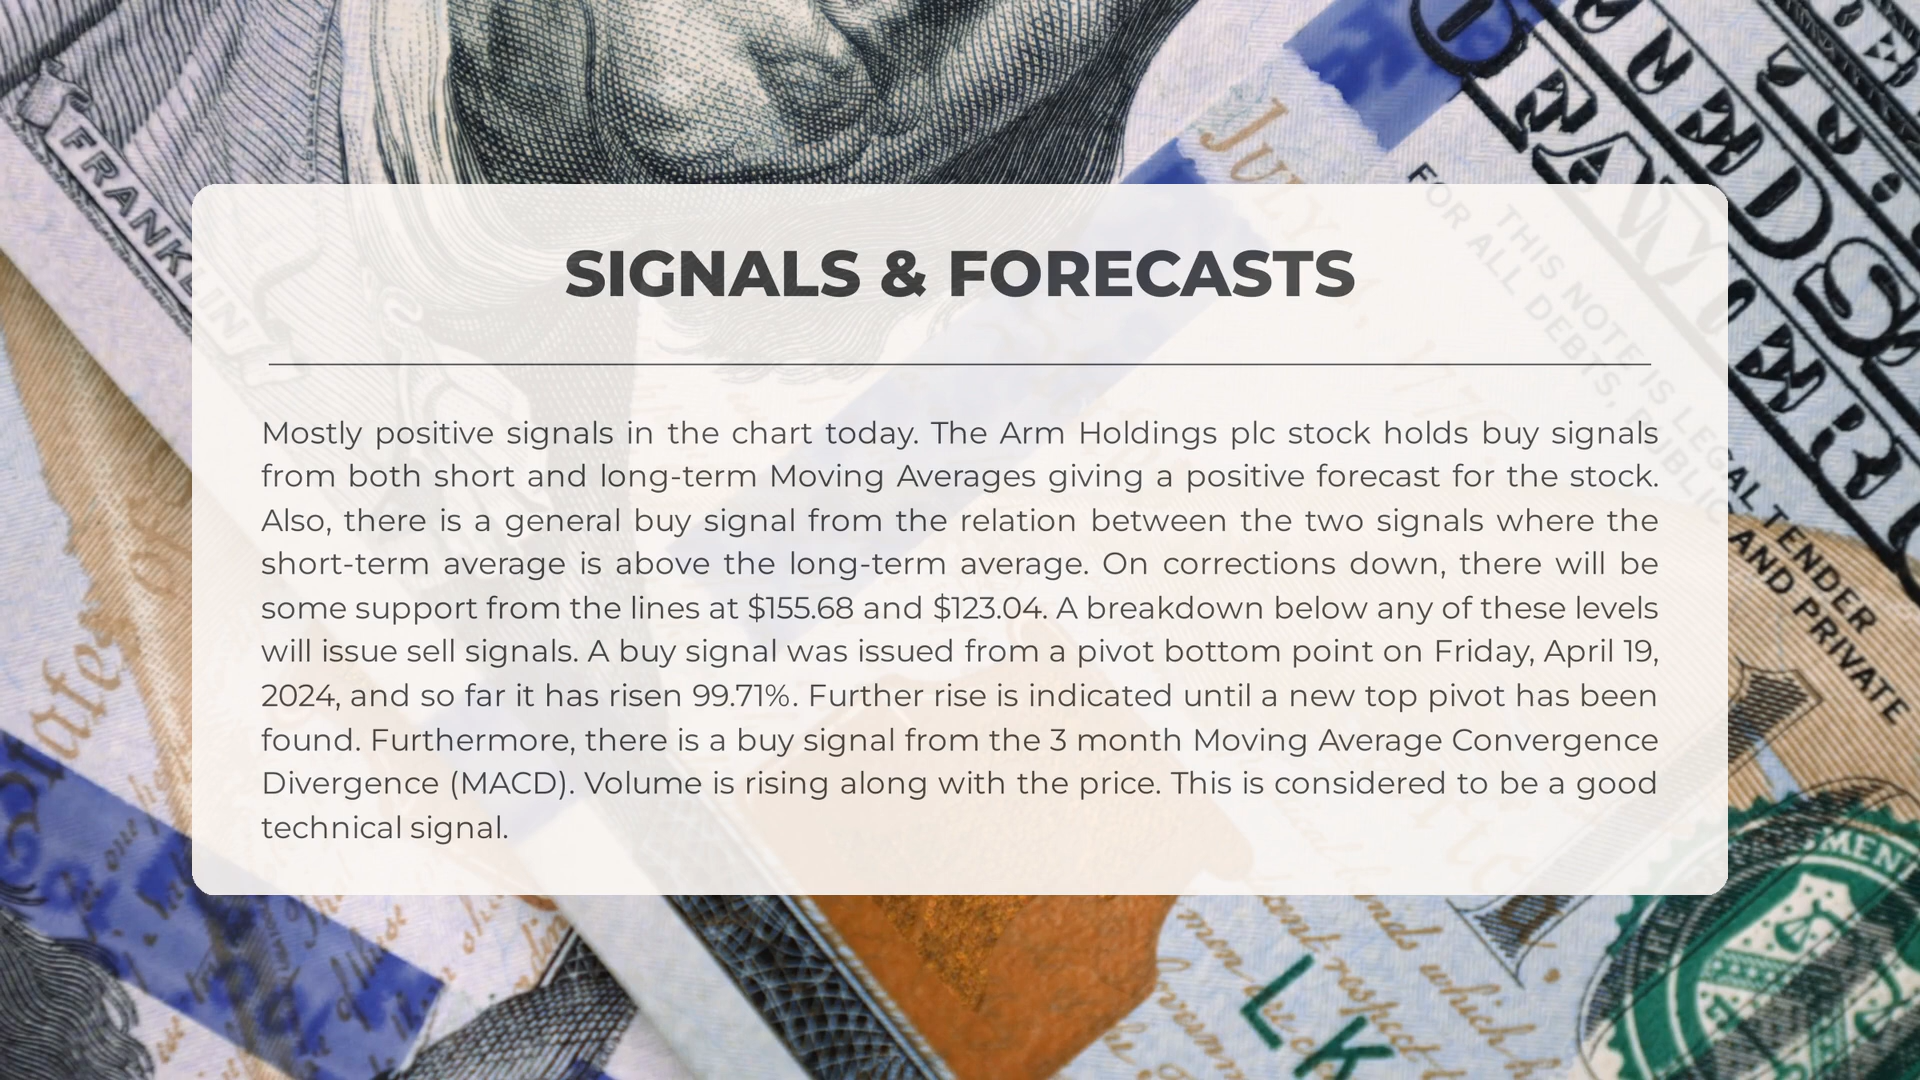 FRANKLIN
JULY 4, 1776
THIS NOTE IS LEGAL TENDER
FOR ALL DEBTS, PUBLIC AND PRIVATE
SIGNALS & FORECASTS
Mostly positive signals in the chart today. The Arm Holdings plc stock holds buy signals
from both short and long-term Moving Averages giving a positive forecast for the stock.
Also, there is a general buy signal from the relation between the two signals where the
short-term average is above the long-term average. On corrections down, there will be
some support from the lines at $155.68 and $123.04. A breakdown below any of these levels
will issue sell signals. A buy signal was issued from a pivot bottom point on Friday, April 19,
2024, and so far it has risen 99.71%. Further rise is indicated until a new top pivot has been
found. Furthermore, there is a buy signal from the 3 month Moving Average Convergence
Divergence (MACD). Volume is rising along with the price. This is considered to be a good
technical signal.
L K